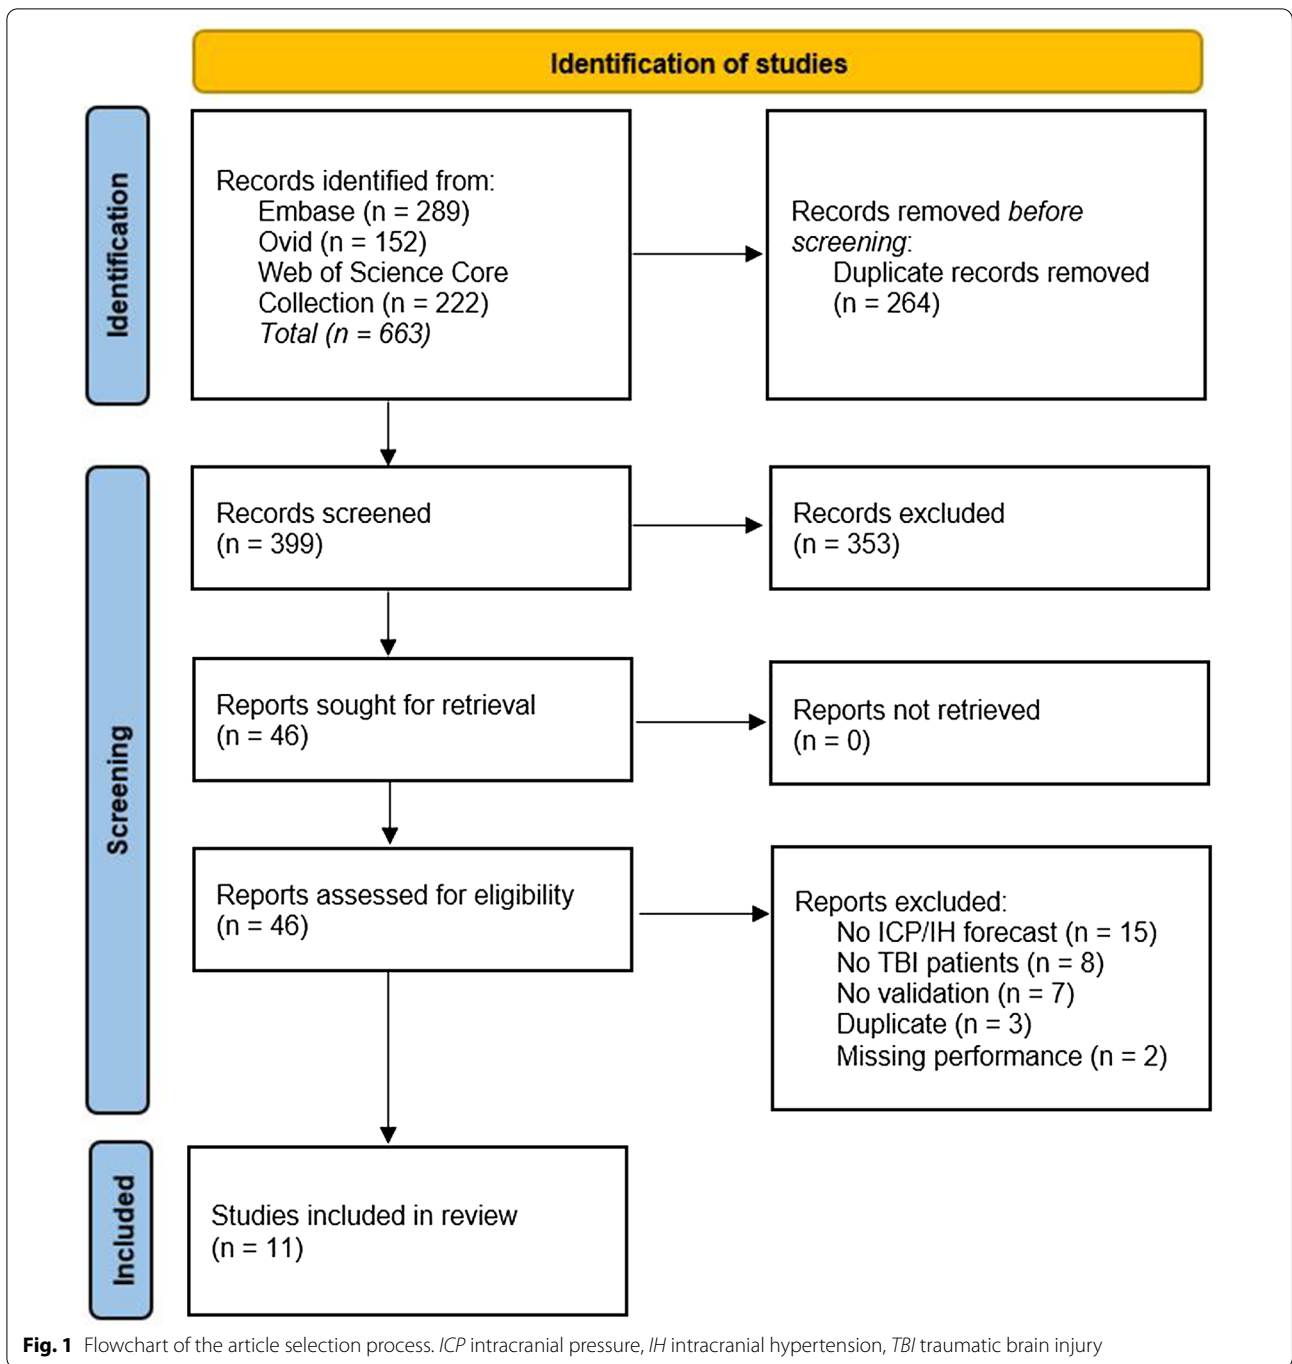 Identification of studies
Identification
Records identified from:
Embase (n = 289)
Ovid (n = 152)
Web of Science Core
Collection (n = 222)
Total (n = 663)
Records removed before
screening:
Duplicate records removed
(n = 264)
Screening
Records screened
(n = 399)
Records excluded
(n = 353)
Reports sought for retrieval
(n = 46)
Reports not retrieved
(n = 0)
Reports assessed for eligibility
(n = 46)
Reports excluded:
No ICP/IH forecast (n = 15)
No TBI patients (n = 8)
No validation (n = 7)
Duplicate (n = 3)
Missing performance (n = 2)
Included
Studies included in review
(n = 11)
Fig. 1 Flowchart of the article selection process. ICP intracranial pressure, IH intracranial hypertension, TBI traumatic brain injury